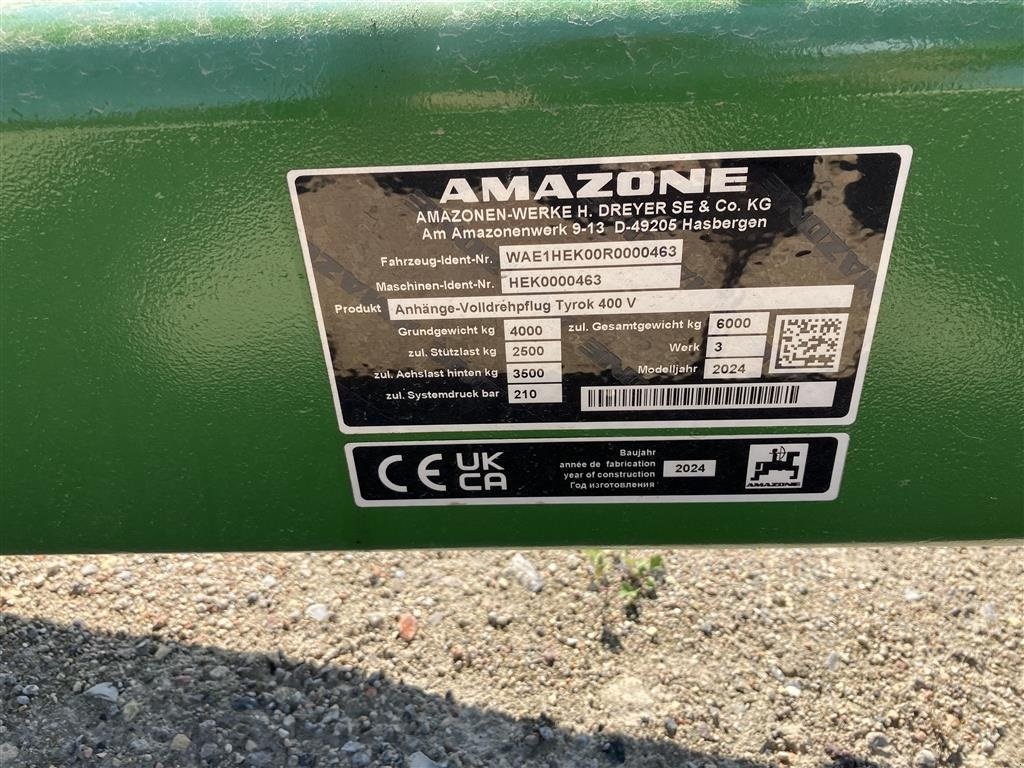 AMAZONE
AMAZONEN-WERKE H. DREYER SE & Co. KG
Am Amazonenwerk 9-13 D-49205 Hasbergen
Fahrzeug-Ident-Nr. WAE1HEK00R0000463
Maschinen-Ident-Nr. HEK0000463
Produkt Anhänge-Volldrehpflug Tyrok 400 V
Grundgewicht kg 4000 zul. Gesamtgewicht kg 6000
zul. Stützlast kg 2500 Werk 3
zul. Achslast hinten kg 3500 Modelljahr 2024
zul. Systemdruck bar 210
CE UK CA
Baujahr
année de fabrication
year of construction
Год изготовления
2024
AMAZONE